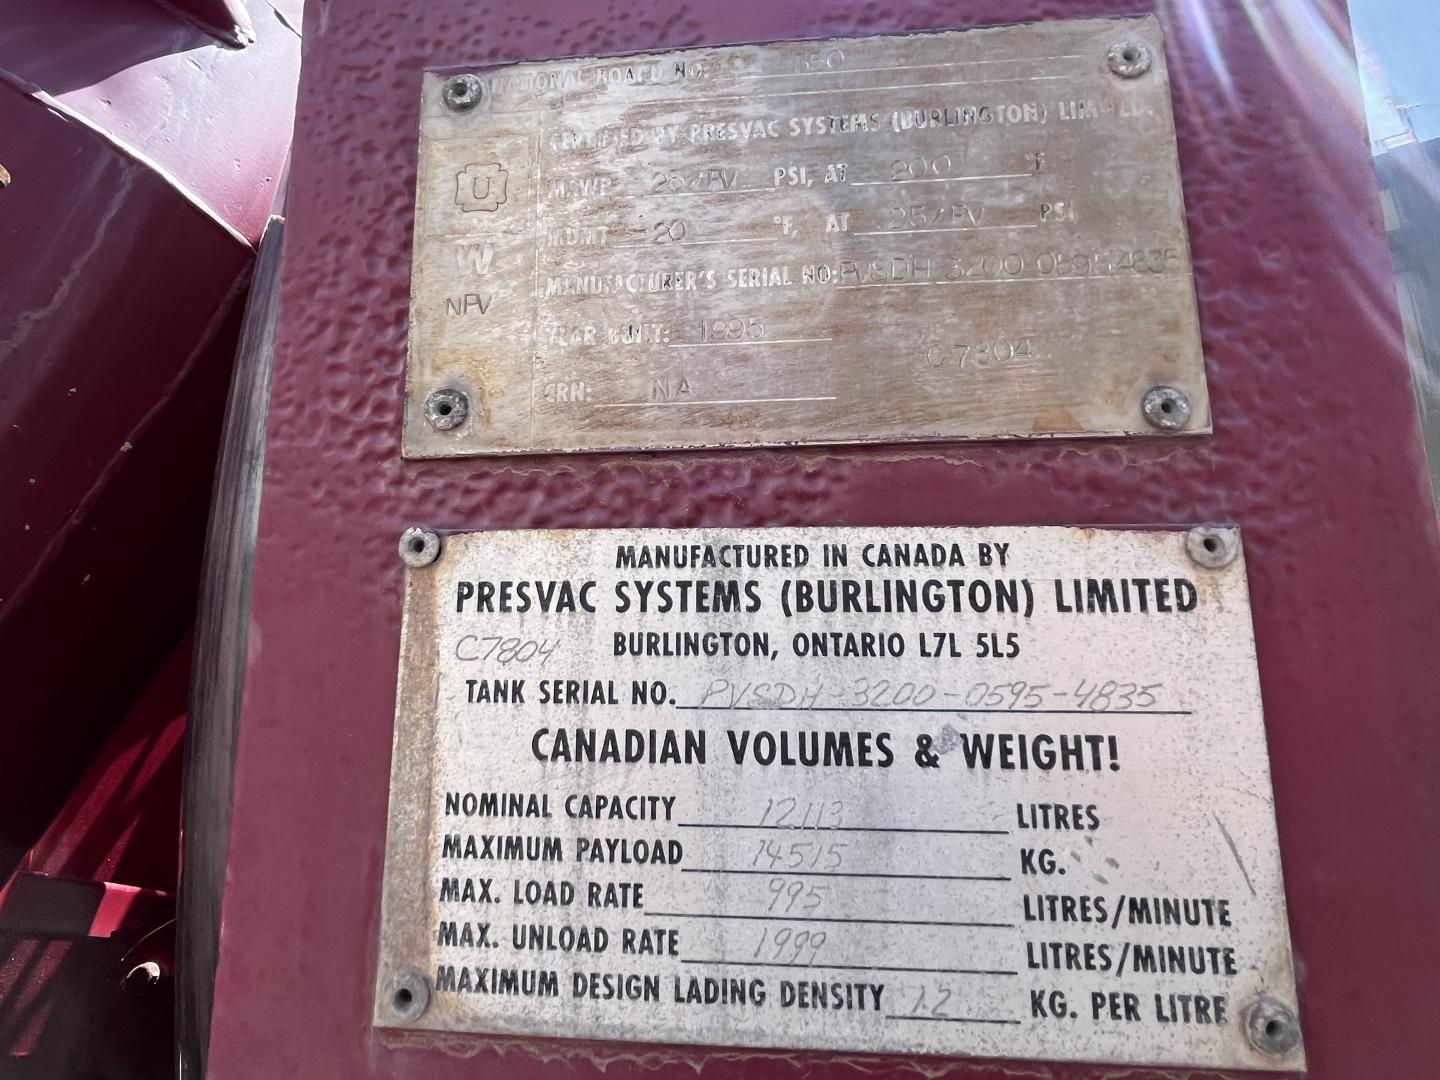 NATIONAL BOARD NO.
CERTIFIED BY PRESVAC SYSTEMS (BURLINGTON) LIMITED.
U
MAWP 25/FV PSI, AT 200 °F
MDMT -20 °F, AT 25/FV PSI
W
MANUFACTURER'S SERIAL NO: PVSDH 3200 0595 4835
NPV
YEAR BUILT: 1995
C7804
CRN: NA
MANUFACTURED IN CANADA BY
PRESVAC SYSTEMS (BURLINGTON) LIMITED
C7804 BURLINGTON, ONTARIO L7L 5L5
TANK SERIAL NO. PVSDH-3200-0595-4835
CANADIAN VOLUMES & WEIGHT!
NOMINAL CAPACITY 12113 LITRES
MAXIMUM PAYLOAD 14515 KG.
MAX. LOAD RATE 995 LITRES/MINUTE
MAX. UNLOAD RATE 1999 LITRES/MINUTE
MAXIMUM DESIGN LADING DENSITY 1.2 KG. PER LITRE